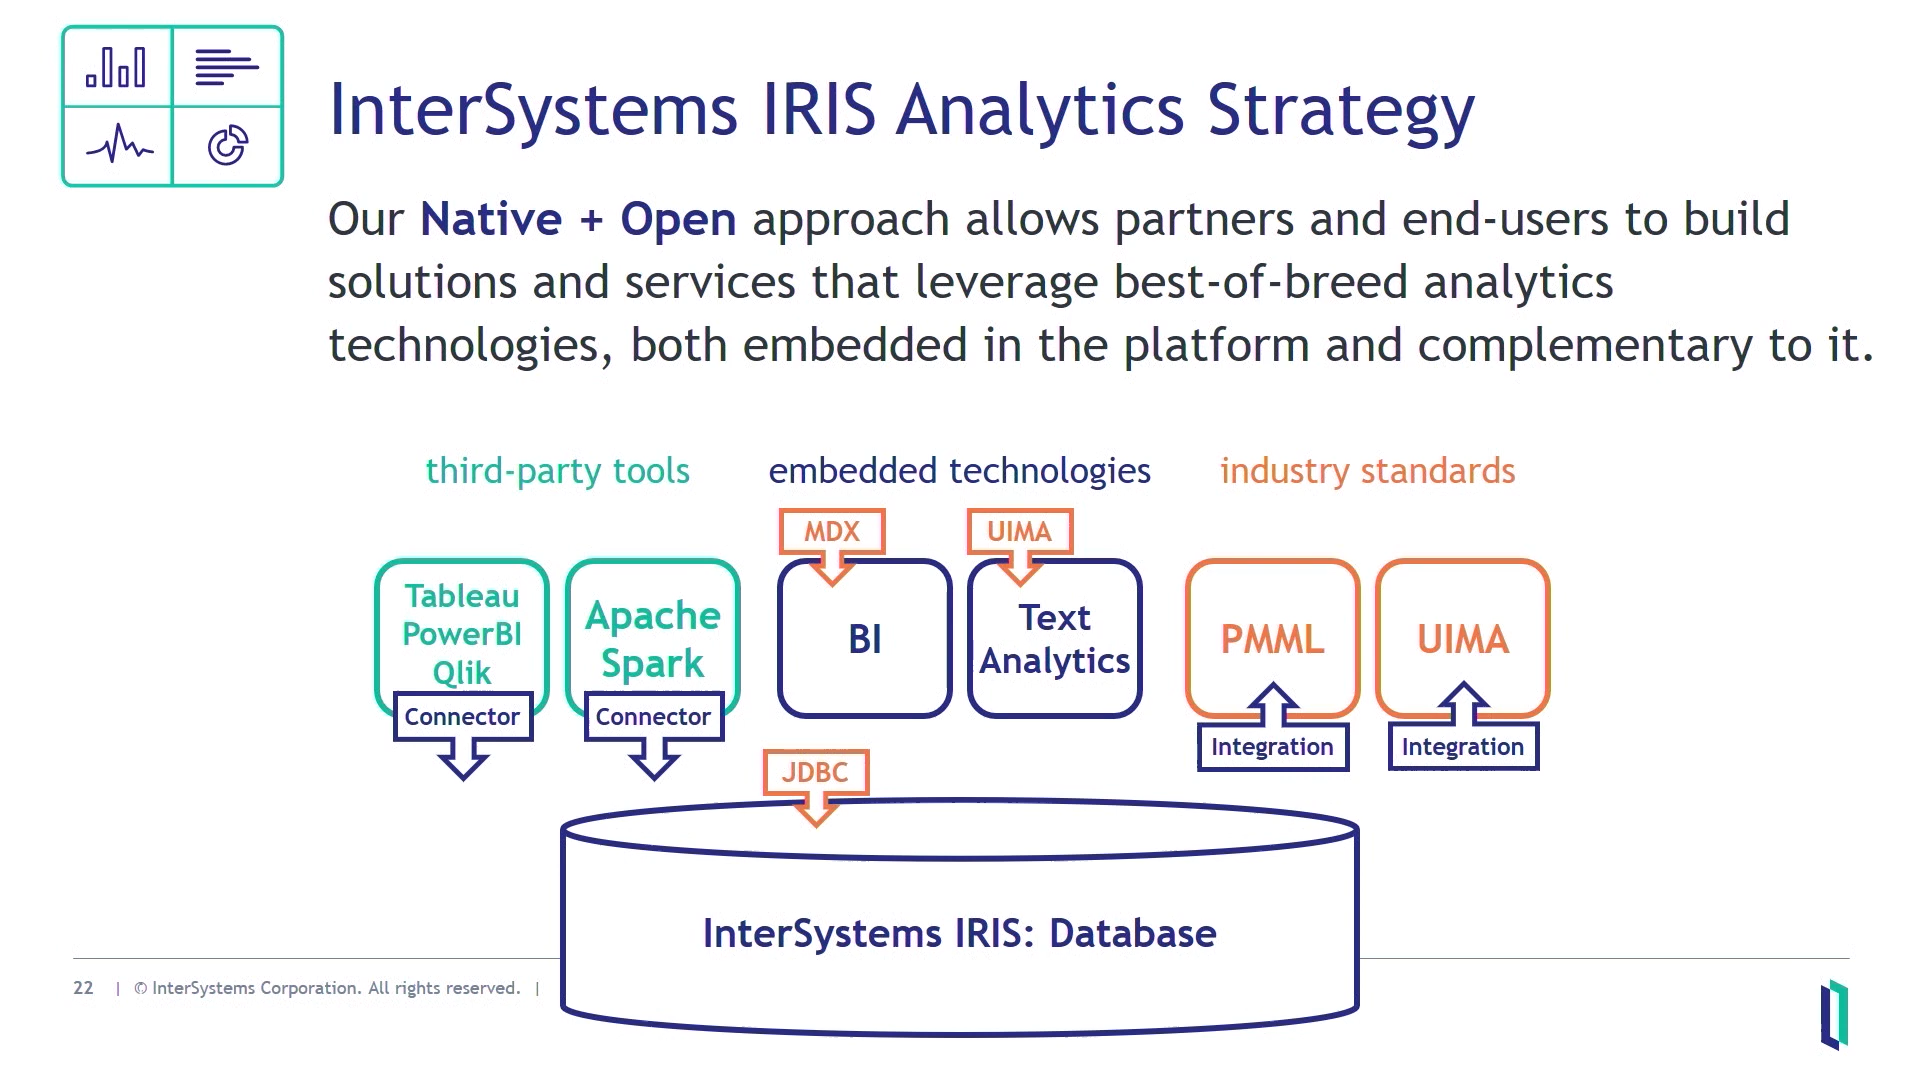 InterSystems IRIS Analytics Strategy
Our Native + Open approach allows partners and end-users to build
solutions and services that leverage best-of-breed analytics
technologies, both embedded in the platform and complementary to it.
third-party tools
embedded technologies
industry standards
MDX
UIMA
Tableau
PowerBI
Qlik
Connector
Apache
Spark
Connector
BI
Text
Analytics
PMML
Integration
UIMA
Integration
JDBC
InterSystems IRIS: Database
22 | © InterSystems Corporation. All rights reserved. |